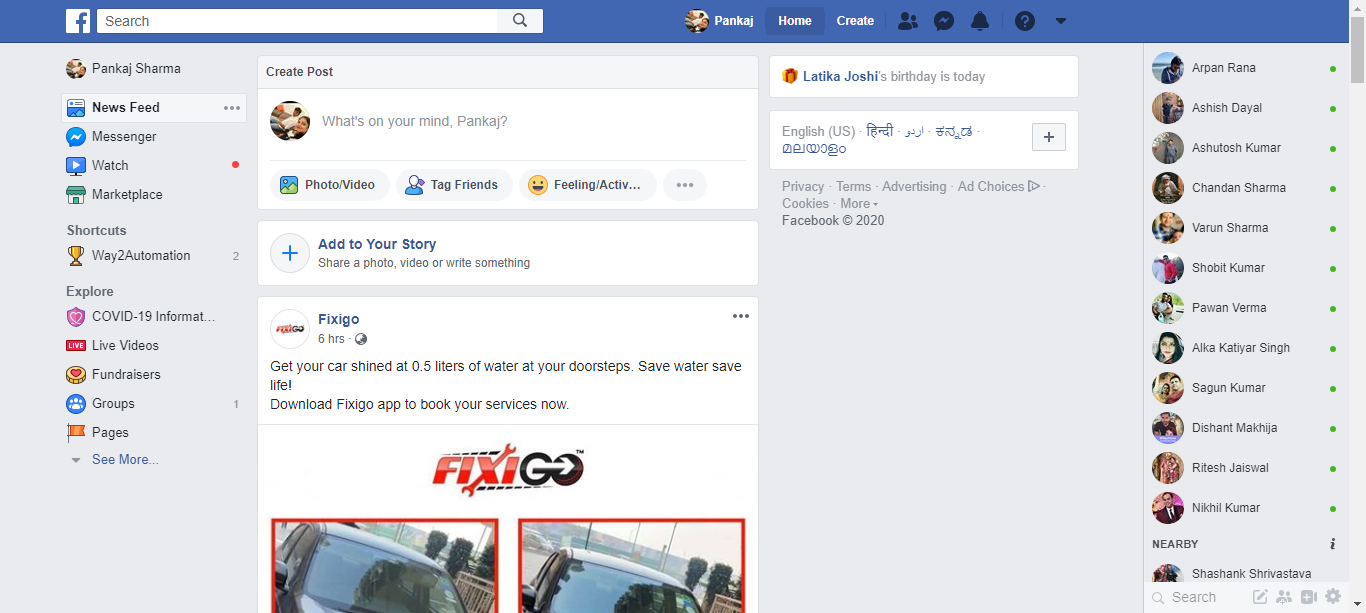 Search
Pankaj
Home
Create
Pankaj Sharma
News Feed
Messenger
Watch
Marketplace
Shortcuts
Way2Automation 2
Explore
COVID-19 Informat...
LIVE Live Videos
Fundraisers
Groups 1
Pages
See More...
Create Post
What's on your mind, Pankaj?
Photo/Video
Tag Friends
Feeling/Activ...
Add to Your Story
Share a photo, video or write something
FIXIGO
Fixigo
6 hrs ·
Get your car shined at 0.5 liters of water at your doorsteps. Save water save
life!
Download Fixigo app to book your services now.
FIXIGO™
Latika Joshi's birthday is today
English (US) · हिन्दी · اردو · ಕನ್ನಡ ·
മലയാളം
Privacy · Terms · Advertising · Ad Choices ·
Cookies · More
Facebook © 2020
Arpan Rana
Ashish Dayal
Ashutosh Kumar
Chandan Sharma
Varun Sharma
Shobit Kumar
Pawan Verma
Alka Katiyar Singh
Sagun Kumar
Dishant Makhija
Ritesh Jaiswal
Nikhil Kumar
NEARBY
Shashank Shrivastava
Search